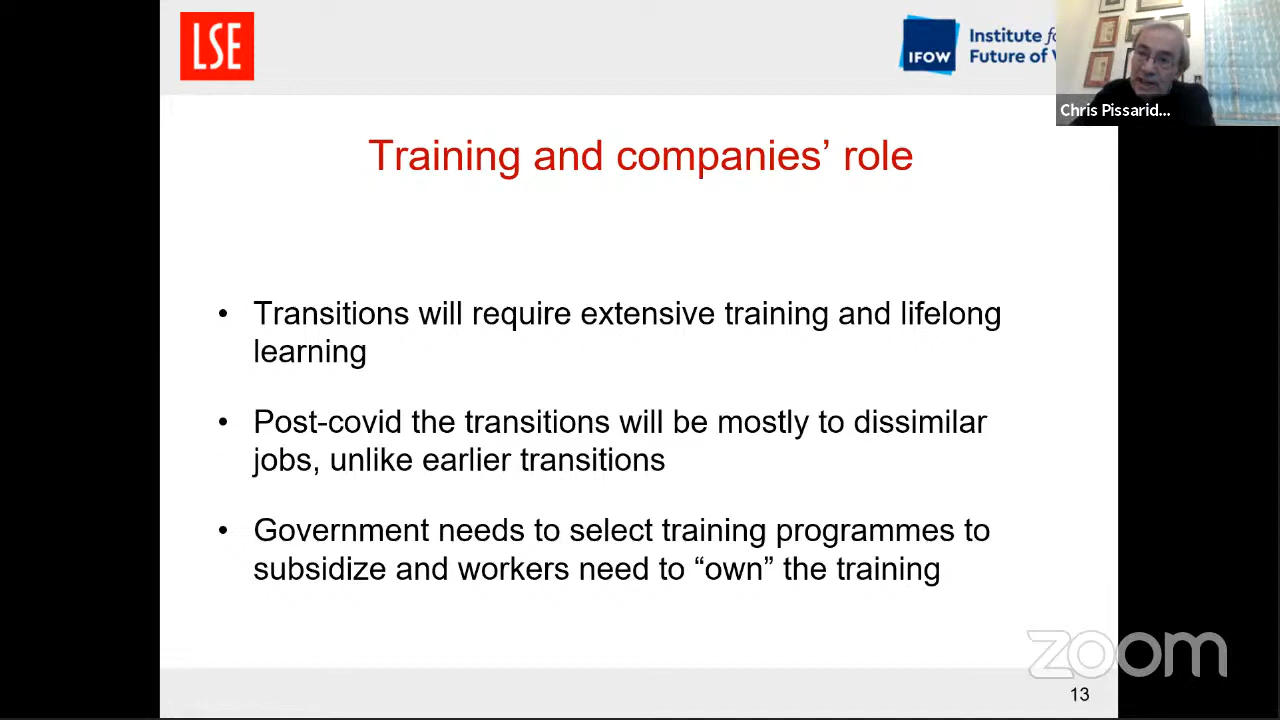 LSE
IFOW
Institute for
Future of
Chris Pissarid...
Training and companies’ role
• Transitions will require extensive training and lifelong
learning
• Post-covid the transitions will be mostly to dissimilar
jobs, unlike earlier transitions
• Government needs to select training programmes to
subsidize and workers need to “own” the training
zoom
13